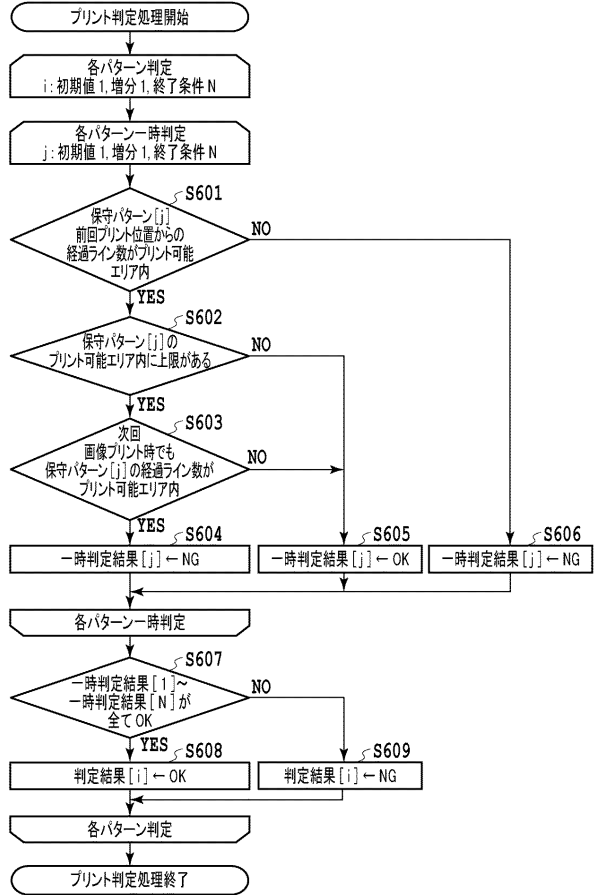 プリント判定処理開始
各パターン判定
i:初期値1,増分1,終了条件N
各パターン一時判定
j:初期値1,増分1,終了条件N
S601
保守パターン[j]
前回プリント位置からの
経過ライン数がプリント可能
エリア内
NO
YES
S602
保守パターン[j]の
プリント可能エリア内に上限がある
NO
YES
S603
次回
画像プリント時でも
保守パターン[j]の経過ライン数が
プリント可能エリア内
NO
YES
S604
一時判定結果[j]←NG
S605
一時判定結果[j]←OK
S606
一時判定結果[j]←NG
各パターン一時判定
S607
一時判定結果[1]～
一時判定結果[N]が
全てOK
NO
YES
S608
判定結果[i]←OK
S609
判定結果[i]←NG
各パターン判定
プリント判定処理終了